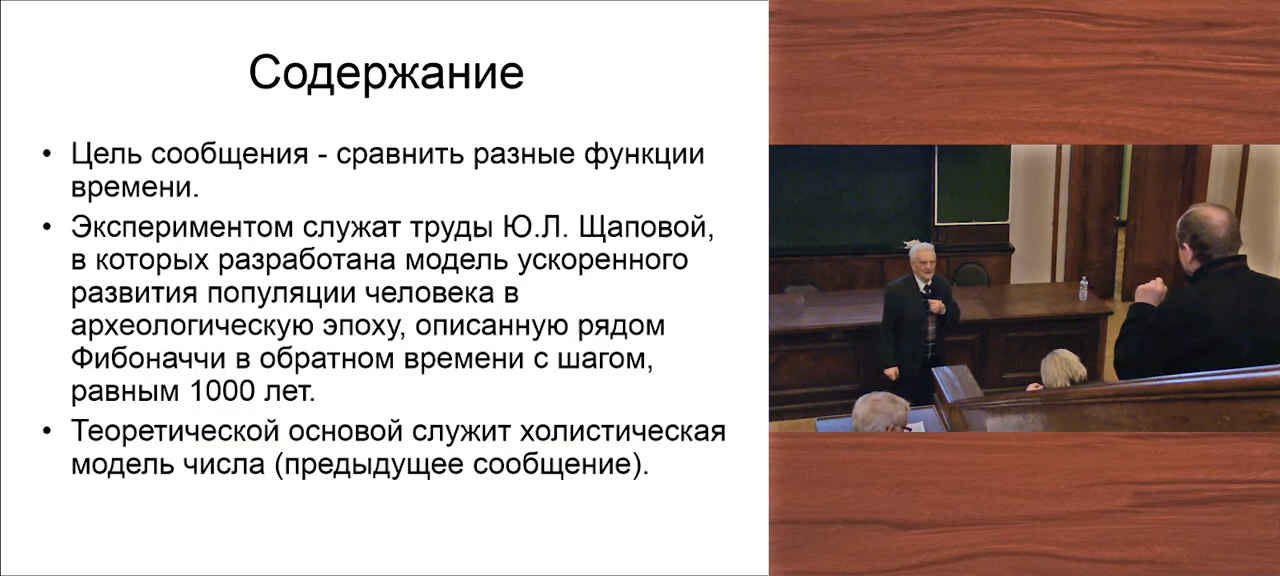 Содержание
• Цель сообщения - сравнить разные функции
времени.
• Экспериментом служат труды Ю.Л. Щаповой,
в которых разработана модель ускоренного
развития популяции человека в
археологическую эпоху, описанную рядом
Фибоначчи в обратном времени с шагом,
равным 1000 лет.
• Теоретической основой служит холистическая
модель числа (предыдущее сообщение).